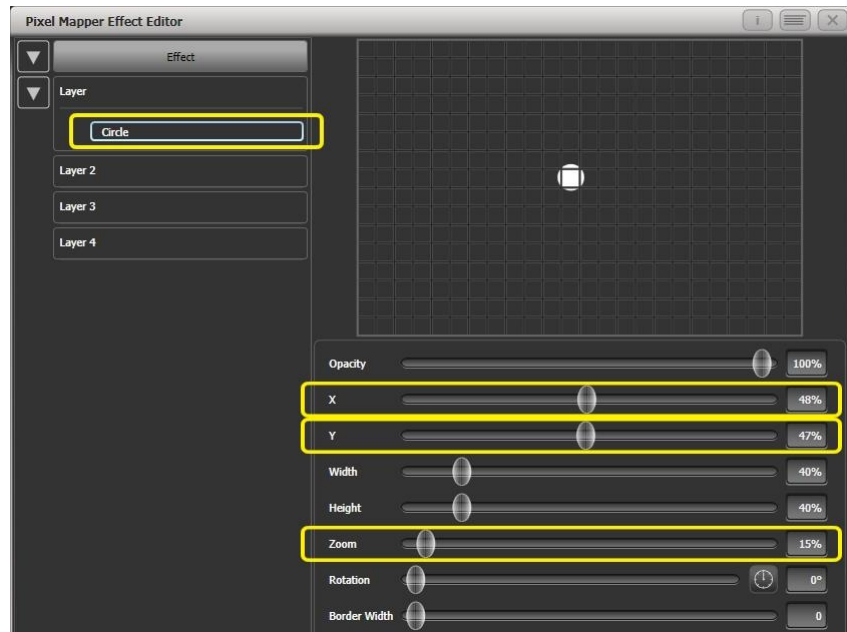 Pixel Mapper Effect Editor
i
Effect
Layer
Circle
Layer 2
Layer 3
Layer 4
Opacity 100%
X 48%
Y 47%
Width 40%
Height 40%
Zoom 15%
Rotation 0°
Border Width 0